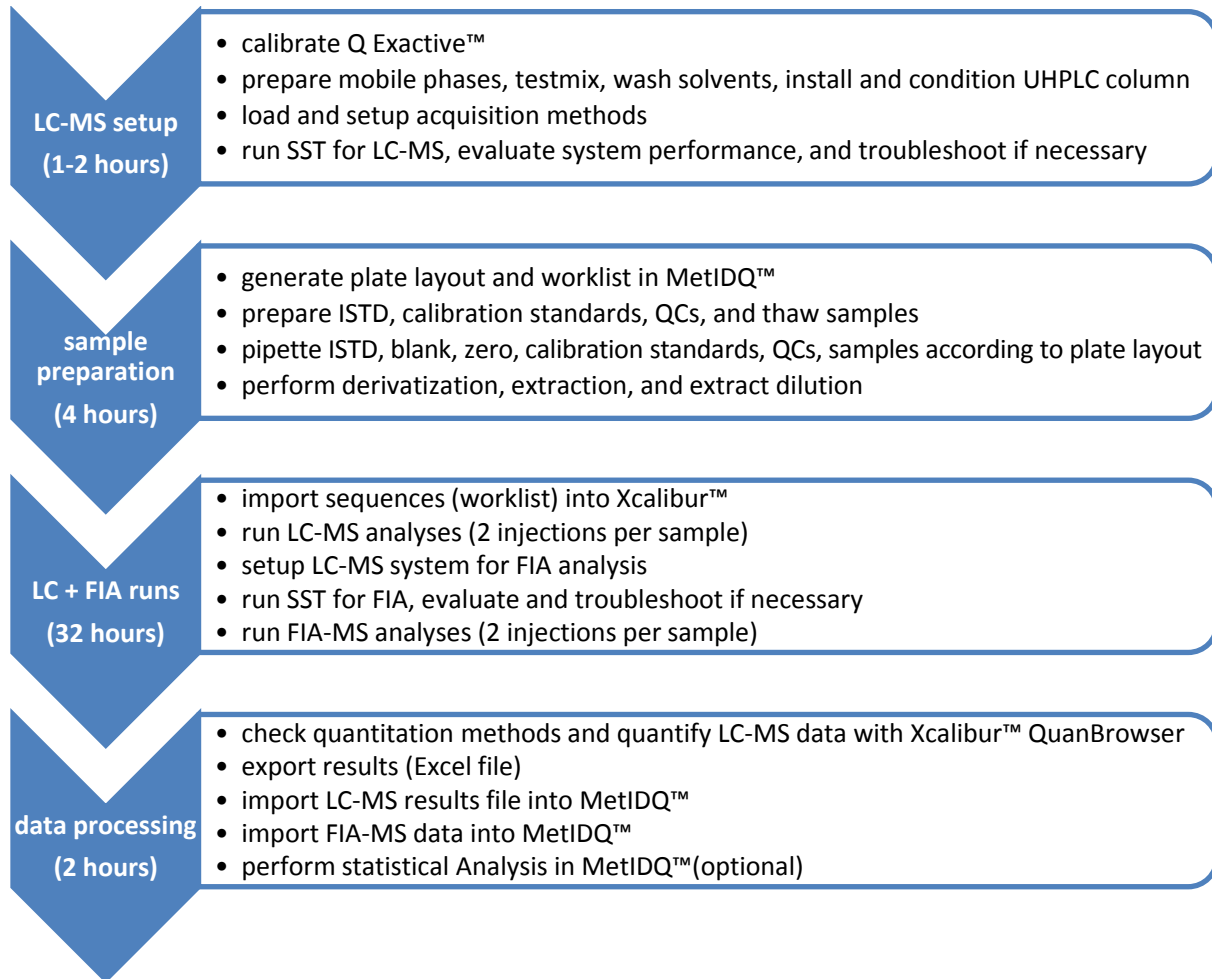 LC-MS setup
(1-2 hours)
• calibrate Q Exactive™
• prepare mobile phases, testmix, wash solvents, install and condition UHPLC column
• load and setup acquisition methods
• run SST for LC-MS, evaluate system performance, and troubleshoot if necessary
sample
preparation
(4 hours)
• generate plate layout and worklist in MetIDQ™
• prepare ISTD, calibration standards, QCs, and thaw samples
• pipette ISTD, blank, zero, calibration standards, QCs, samples according to plate layout
• perform derivatization, extraction, and extract dilution
LC + FIA runs
(32 hours)
• import sequences (worklist) into Xcalibur™
• run LC-MS analyses (2 injections per sample)
• setup LC-MS system for FIA analysis
• run SST for FIA, evaluate and troubleshoot if necessary
• run FIA-MS analyses (2 injections per sample)
data processing
(2 hours)
• check quantitation methods and quantify LC-MS data with Xcalibur™ QuanBrowser
• export results (Excel file)
• import LC-MS results file into MetIDQ™
• import FIA-MS data into MetIDQ™
• perform statistical Analysis in MetIDQ™(optional)